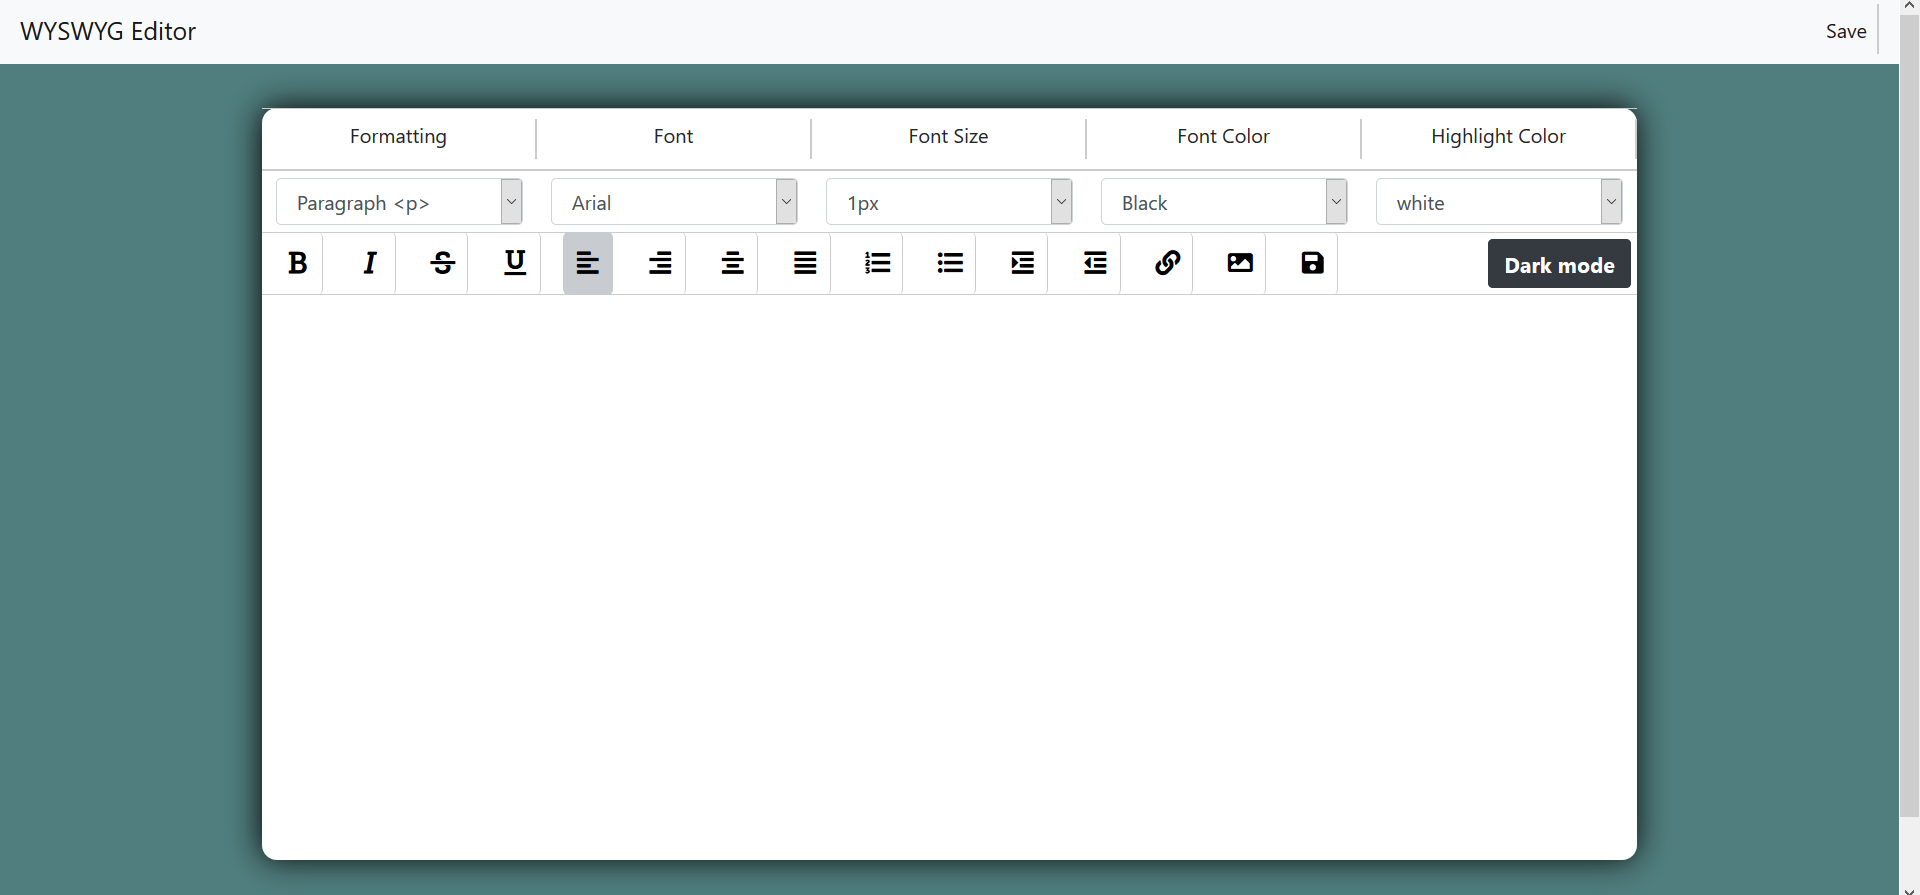 WYSWYG Editor
Save
Formatting Font Font Size Font Color Highlight Color
Paragraph <p> Arial 1px Black white
B I S U Dark mode